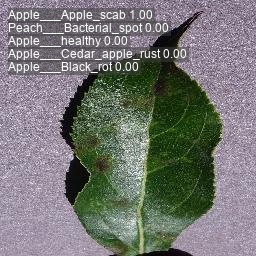 Apple___Apple_scab 1.00
Peach___Bacterial_spot 0.00
Apple___healthy 0.00
Apple___Cedar_apple_rust 0.00
Apple___Black_rot 0.00